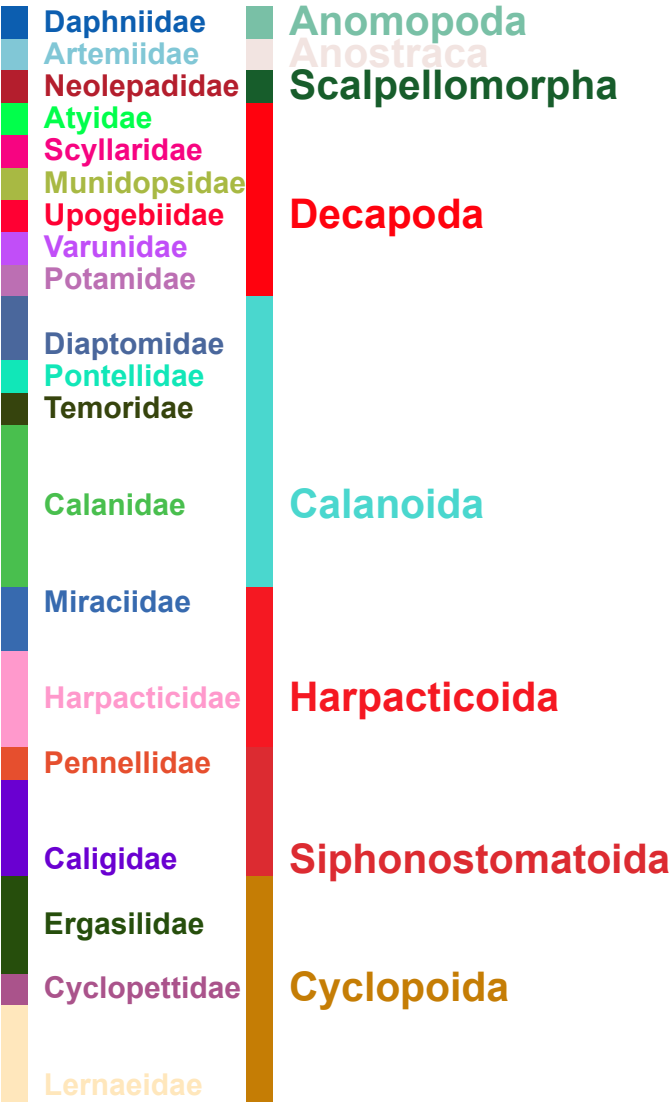 Daphniidae
Artemiidae
Neolepadidae
Atyidae
Scyllaridae
Munidopsidae
Upogebiidae
Varunidae
Potamidae
Diaptomidae
Pontellidae
Temoridae
Calanidae
Miraciidae
Harpacticidae
Pennellidae
Caligidae
Ergasilidae
Cyclopettidae
Lernaeidae
Anomopoda
Anostraca
Scalpellomorpha
Decapoda
Calanoida
Harpacticoida
Siphonostomatoida
Cyclopoida